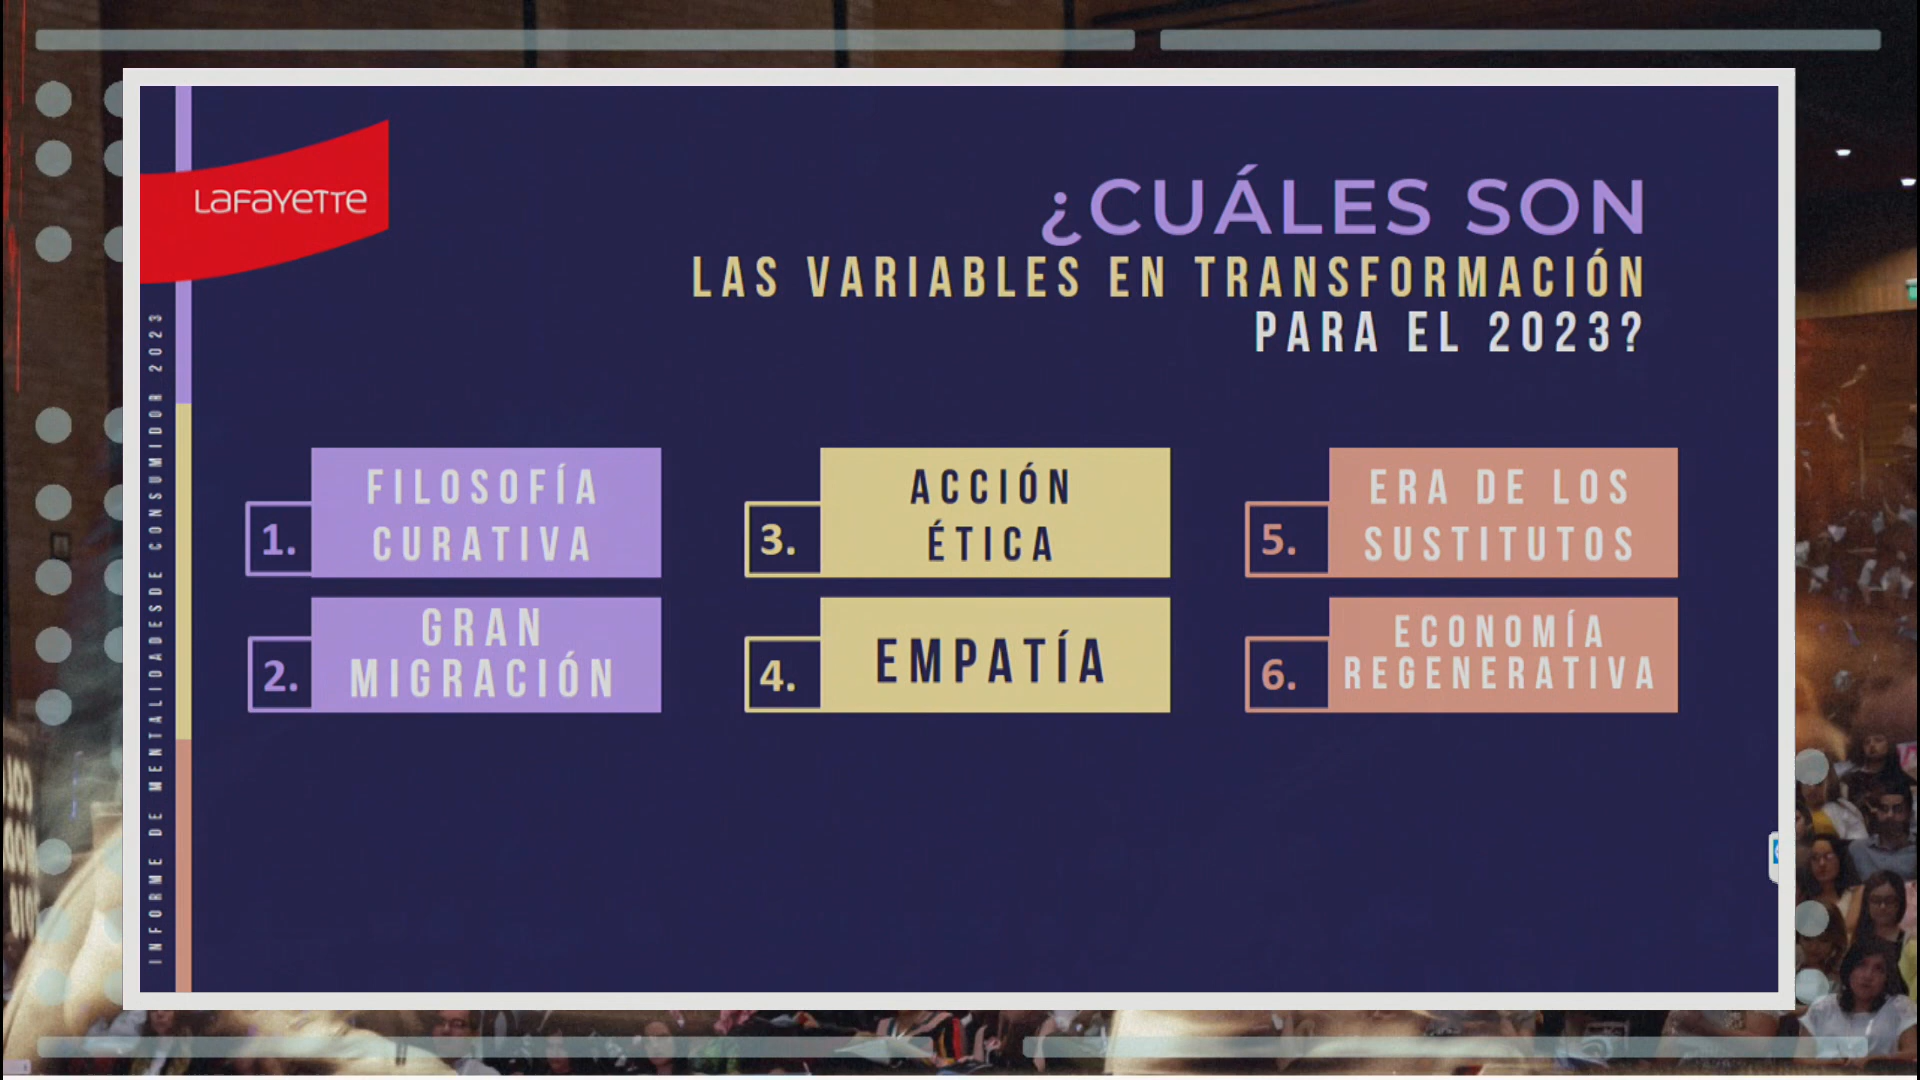 LAFAYETTE
¿CUÁLES SON
LAS VARIABLES EN TRANSFORMACIÓN
PARA EL 2023?
1. FILOSOFÍA
CURATIVA
2. GRAN
MIGRACIÓN
3. ACCIÓN
ÉTICA
4. EMPATÍA
5. ERA DE LOS
SUSTITUTOS
6. ECONOMÍA
REGENERATIVA
INFORME DE MENTALIDADESDE CONSUMIDOR 2023